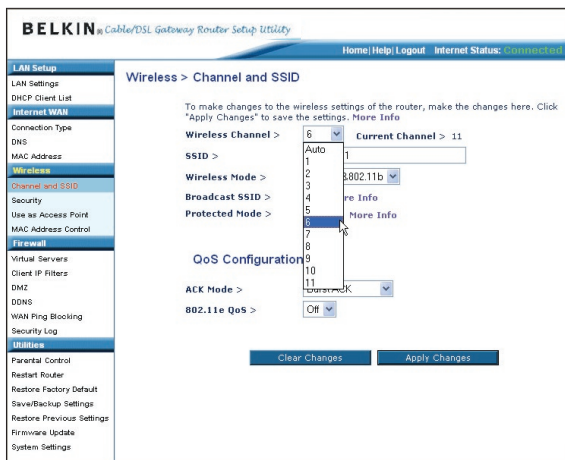 BELKIN Cable/DSL Gateway Router Setup Utility
Home|Help|Logout Internet Status: Connected
LAN Setup
LAN Settings
DHCP Client List
Internet WAN
Connection Type
DNS
MAC Address
Wireless
Channel and SSID
Security
Use as Access Point
MAC Address Control
Firewall
Virtual Servers
Client IP Filters
DMZ
DDNS
WAN Ping Blocking
Security Log
Utilities
Parental Control
Restart Router
Restore Factory Default
Save/Backup Settings
Restore Previous Settings
Firmware Update
System Settings
Wireless > Channel and SSID
To make changes to the wireless settings of the router, make the changes here. Click
"Apply Changes" to save the settings. More Info
Wireless Channel > 6 Current Channel > 11
Auto
1
2
3
4
5
6
7
8
9
10
11
SSID > 1
Wireless Mode > 802.11b
Broadcast SSID > re Info
Protected Mode > More Info
QoS Configuration
ACK Mode > Burst ACK
802.11e QoS > Off
Clear Changes Apply Changes